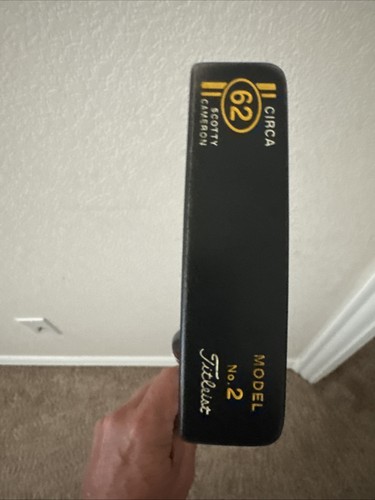 CIRCA
62
SCOTTY
CAMERON
MODEL
No. 2
Titleist